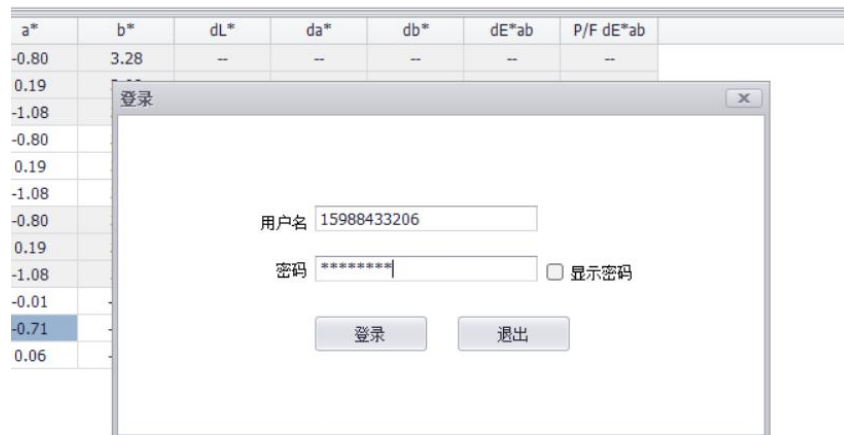 a* b* dL* da* db* dE*ab P/F dE*ab
-0.80 3.28 -- -- -- -- --
0.19
-1.08
-0.80
0.19
-1.08
-0.80
0.19
-1.08
-0.01
-0.71
0.06
登录
用户名 15988433206
密码 ******** 显示密码
登录 退出